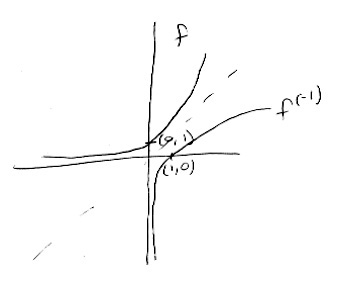 f
f^(-1)
(0,1)
(1,0)